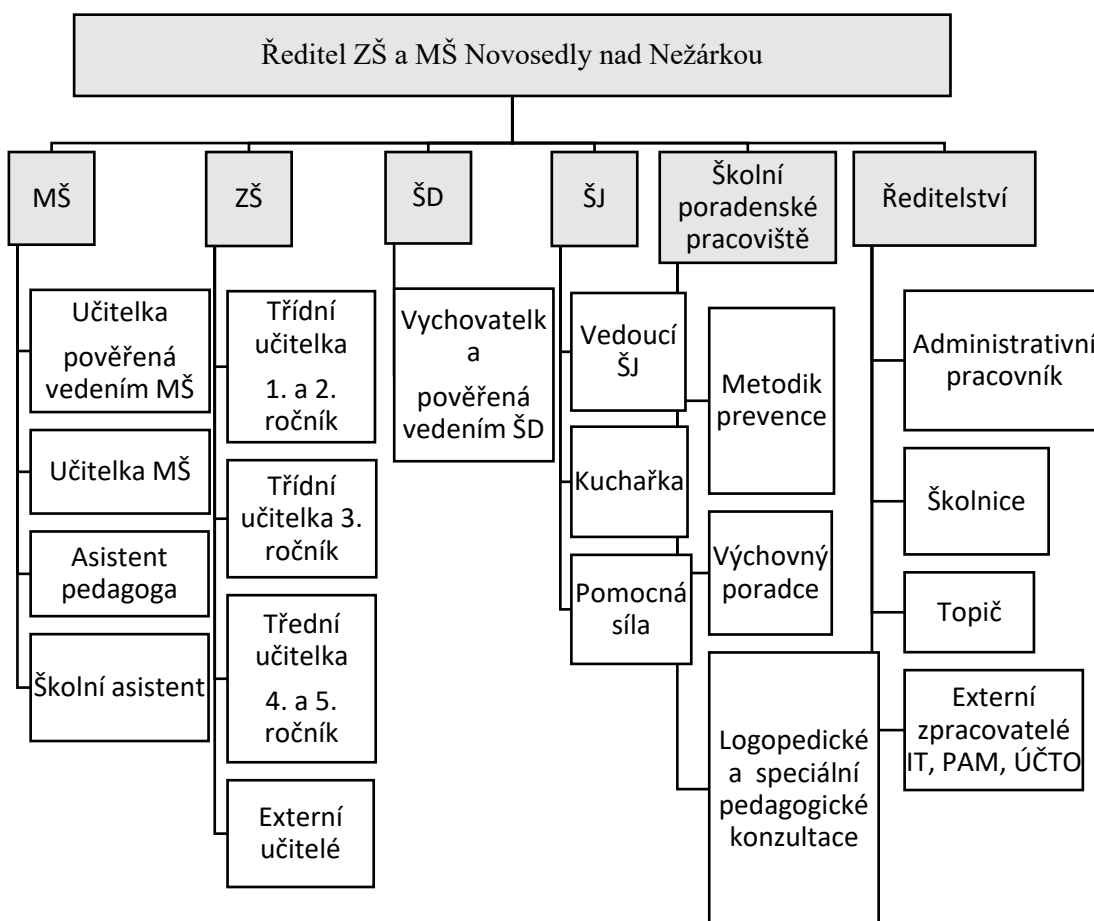 Ředitel ZŠ a MŠ Novosedly nad Nežárkou
MŠ
ZŠ
ŠD
ŠJ
Školní
poradenské
pracoviště
Ředitelství
Učitelka
pověřená
vedením MŠ
Učitelka MŠ
Asistent
pedagoga
Školní asistent
Třídní
učitelka
1. a 2.
ročník
Třídní
učitelka 3.
ročník
Třední
učitelka
4. a 5.
ročník
Externí
učitelé
Vychovatelk
a
pověřená
vedením ŠD
Vedoucí
ŠJ
Kuchařka
Pomocná
síla
Metodik
prevence
Výchovný
poradce
Logopedické
a speciální
pedagogické
konzultace
Administrativní
pracovník
Školnice
Topič
Externí
zpracovatelé
IT, PAM, ÚČTO